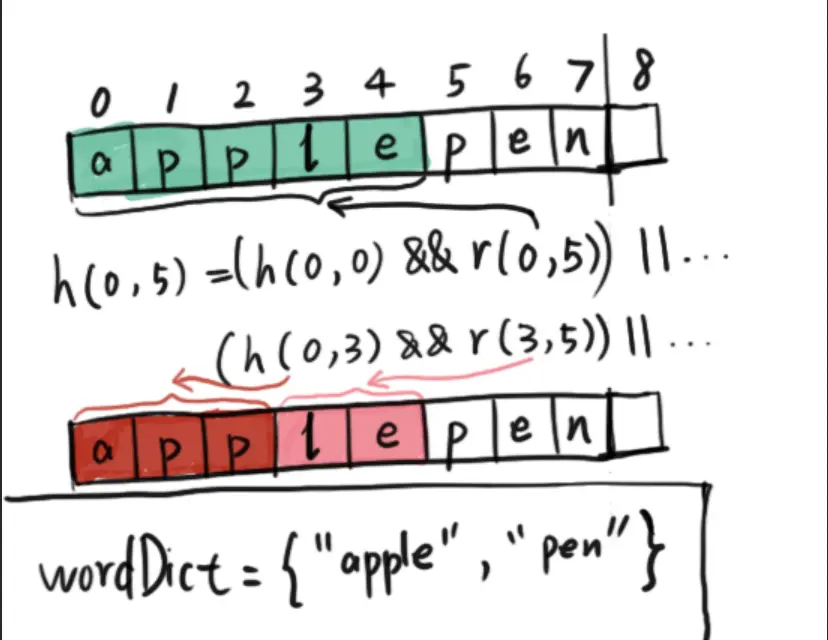 0 1 2 3 4 5 6 7 8
a p p l e p e n
h(0,5) =(h(0,0) && r(0,5)) || ...
(h(0,3) && r(3,5)) || ...
a p p l e p e n
wordDict = {"apple", "pen"}